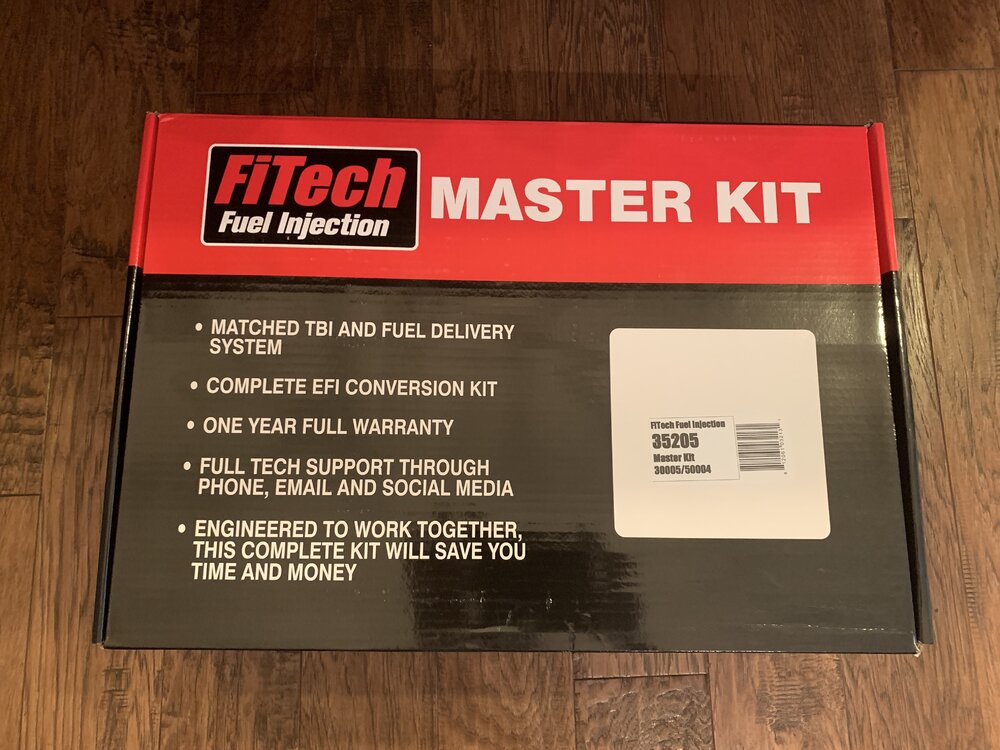 FiTech
Fuel Injection
MASTER KIT
• MATCHED TBI AND FUEL DELIVERY
SYSTEM
• COMPLETE EFI CONVERSION KIT
• ONE YEAR FULL WARRANTY
• FULL TECH SUPPORT THROUGH
PHONE, EMAIL AND SOCIAL MEDIA
• ENGINEERED TO WORK TOGETHER,
THIS COMPLETE KIT WILL SAVE YOU
TIME AND MONEY
FiTech Fuel Injection
35205
Master Kit
30005/50004